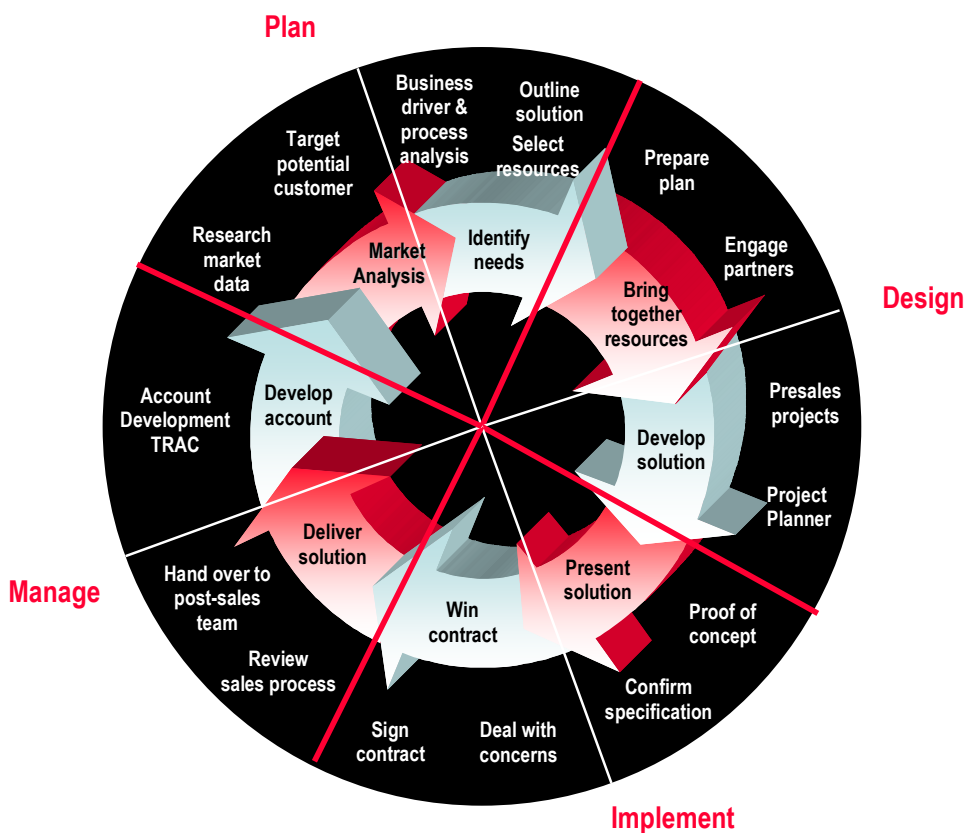 Plan
Business
driver &
process
analysis
Outline
solution
Select
resources
Target
potential
customer
Prepare
plan
Research
market
data
Market
Analysis
Identify
needs
Engage
partners
Bring
together
resources
Design
Account
Development
TRAC
Develop
account
Develop
solution
Presales
projects
Project
Planner
Deliver
solution
Present
solution
Win
contract
Manage
Hand over to
post-sales
team
Proof of
concept
Review
sales process
Confirm
specification
Sign
contract
Deal with
concerns
Implement